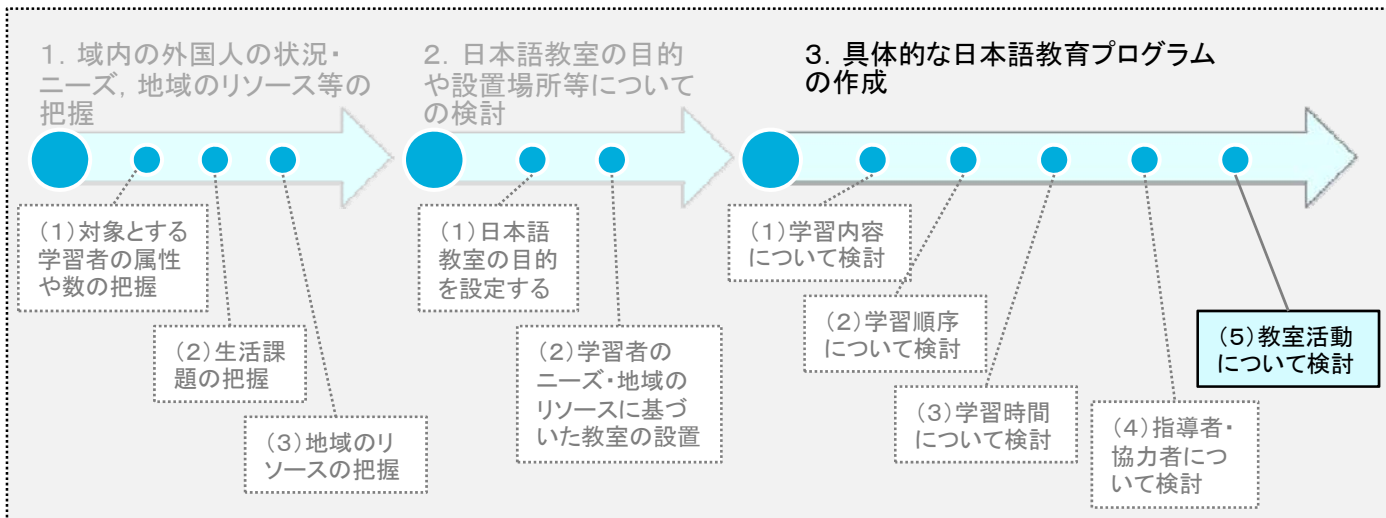 1．域内の外国人の状況・
ニーズ，地域のリソース等の
把握
(1)対象とする
学習者の属性
や数の把握
(2)生活課
題の把握
(3)地域のリ
ソースの把握
2．日本語教室の目的
や設置場所等について
の検討
(1)日本語
教室の目的
を設定する
(2)学習者の
ニーズ・地域の
リソースに基づ
いた教室の設置
3．具体的な日本語教育プログラム
の作成
(1)学習内容
について検討
(2)学習順序
について検討
(3)学習時間
について検討
(4)指導者・
協力者につ
いて検討
(5)教室活動
について検討